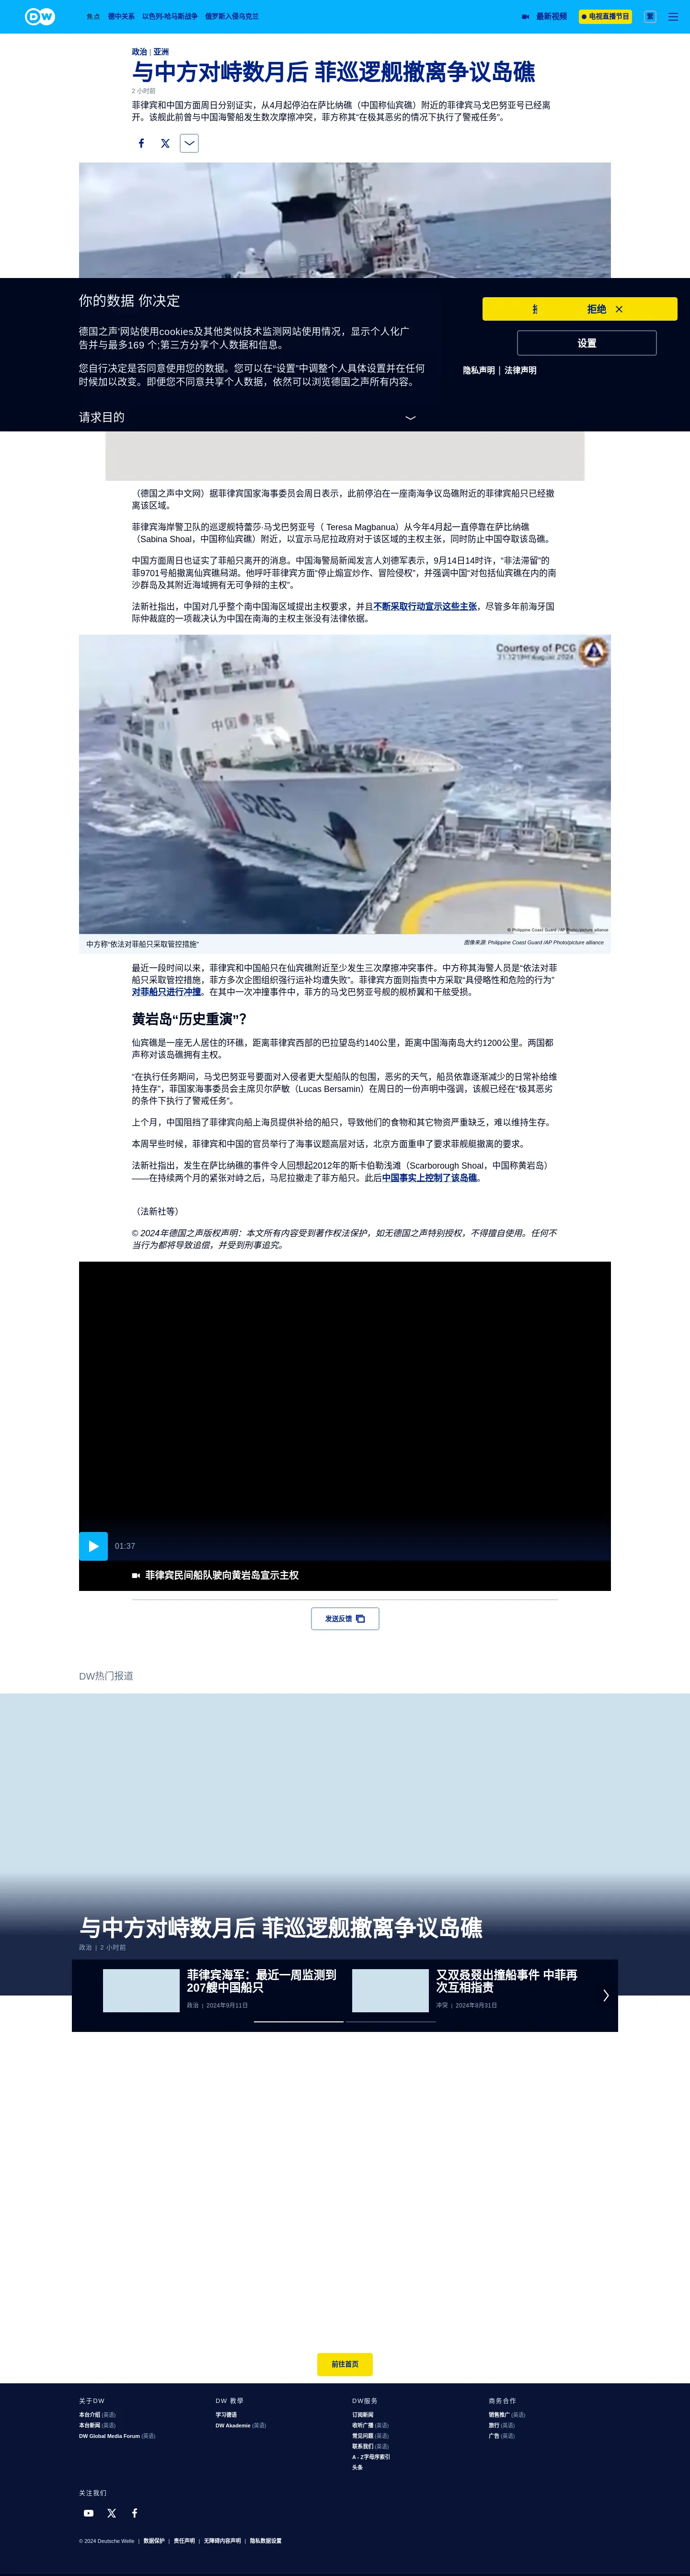 DW
焦点 德中关系 以色列-哈马斯战争 俄罗斯入侵乌克兰 最新视频 电视直播节目 繁
政治 | 亚洲
与中方对峙数月后 菲巡逻舰撤离争议岛礁
2 小时前
菲律宾和中国方面周日分别证实，从4月起停泊在萨比纳礁（中国称仙宾礁）附近的菲律宾马戈巴努亚号已经离
开。该舰此前曾与中国海警船发生数次摩擦冲突，菲方称其“在极其恶劣的情况下执行了警戒任务”。
你的数据 你决定
德国之声'网站使用cookies及其他类似技术监测网站使用情况，显示个人化广
告并与最多169 个;第三方分享个人数据和信息。
您自行决定是否同意使用您的数据。您可以在“设置”中调整个人具体设置并在任何
时候加以改变。即便您不同意共享个人数据，依然可以浏览德国之声所有内容。
请求目的
拒绝
设置
隐私声明 | 法律声明
（德国之声中文网）据菲律宾国家海事委员会周日表示，此前停泊在一座南海争议岛礁附近的菲律宾船只已经撤
离该区域。
菲律宾海岸警卫队的巡逻舰特蕾莎·马戈巴努亚号（ Teresa Magbanua）从今年4月起一直停靠在萨比纳礁
（Sabina Shoal，中国称仙宾礁）附近，以宣示马尼拉政府对于该区域的主权主张，同时防止中国夺取该岛礁。
中国方面周日也证实了菲船只离开的消息。中国海警局新闻发言人刘德军表示，9月14日14时许，“非法滞留”的
菲9701号船撤离仙宾礁舄湖。他呼吁菲律宾方面“停止煽宣炒作、冒险侵权”，并强调中国“对包括仙宾礁在内的南
沙群岛及其附近海域拥有无可争辩的主权”。
法新社指出，中国对几乎整个南中国海区域提出主权要求，并且不断采取行动宣示这些主张，尽管多年前海牙国
际仲裁庭的一项裁决认为中国在南海的主权主张没有法律依据。
Courtesy of PCG
31 1219H August 2024
中国 海警
5205
© Philippine Coast Guard /AP Photo/picture alliance
中方称“依法对菲船只采取管控措施”
图像来源: Philippine Coast Guard /AP Photo/picture alliance
最近一段时间以来，菲律宾和中国船只在仙宾礁附近至少发生三次摩擦冲突事件。中方称其海警人员是“依法对菲
船只采取管控措施，菲方多次企图组织强行运补均遭失败”。菲律宾方面则指责中方采取“具侵略性和危险的行为”
对菲船只进行冲撞。在其中一次冲撞事件中，菲方的马戈巴努亚号舰的舰桥翼和干舷受损。
黄岩岛“历史重演”？
仙宾礁是一座无人居住的环礁，距离菲律宾西部的巴拉望岛约140公里，距离中国海南岛大约1200公里。两国都
声称对该岛礁拥有主权。
“在执行任务期间，马戈巴努亚号要面对入侵者更大型船队的包围，恶劣的天气，船员依靠逐渐减少的日常补给维
持生存”，菲国家海事委员会主席贝尔萨敏（Lucas Bersamin）在周日的一份声明中强调，该舰已经在“极其恶劣
的条件下执行了警戒任务”。
上个月，中国阻挡了菲律宾向船上海员提供补给的船只，导致他们的食物和其它物资严重缺乏，难以维持生存。
本周早些时候，菲律宾和中国的官员举行了海事议题高层对话，北京方面重申了要求菲舰艇撤离的要求。
法新社指出，发生在萨比纳礁的事件令人回想起2012年的斯卡伯勒浅滩（Scarborough Shoal，中国称黄岩岛）
——在持续两个月的紧张对峙之后，马尼拉撤走了菲方船只。此后中国事实上控制了该岛礁。
（法新社等）
© 2024年德国之声版权声明：本文所有内容受到著作权法保护，如无德国之声特别授权，不得擅自使用。任何不
当行为都将导致追偿，并受到刑事追究。
01:37
菲律宾民间船队驶向黄岩岛宣示主权
发送反馈
DW热门报道
与中方对峙数月后 菲巡逻舰撤离争议岛礁
政治 | 2 小时前
菲律宾海军：最近一周监测到
207艘中国船只
政治 | 2024年9月11日
又双叒叕出撞船事件 中菲再
次互相指责
冲突 | 2024年8月31日
前往首页
关于DW
本台介绍 (英语)
本台新闻 (英语)
DW Global Media Forum (英语)
DW 教學
学习德语
DW Akademie (英语)
DW服务
订阅新闻
收听广播 (英语)
常见问题 (英语)
联系我们 (英语)
A - Z字母序索引
头条
商务合作
销售推广 (英语)
旅行 (英语)
广告 (英语)
关注我们
© 2024 Deutsche Welle | 数据保护 | 责任声明 | 无障碍内容声明 | 隐私数据设置